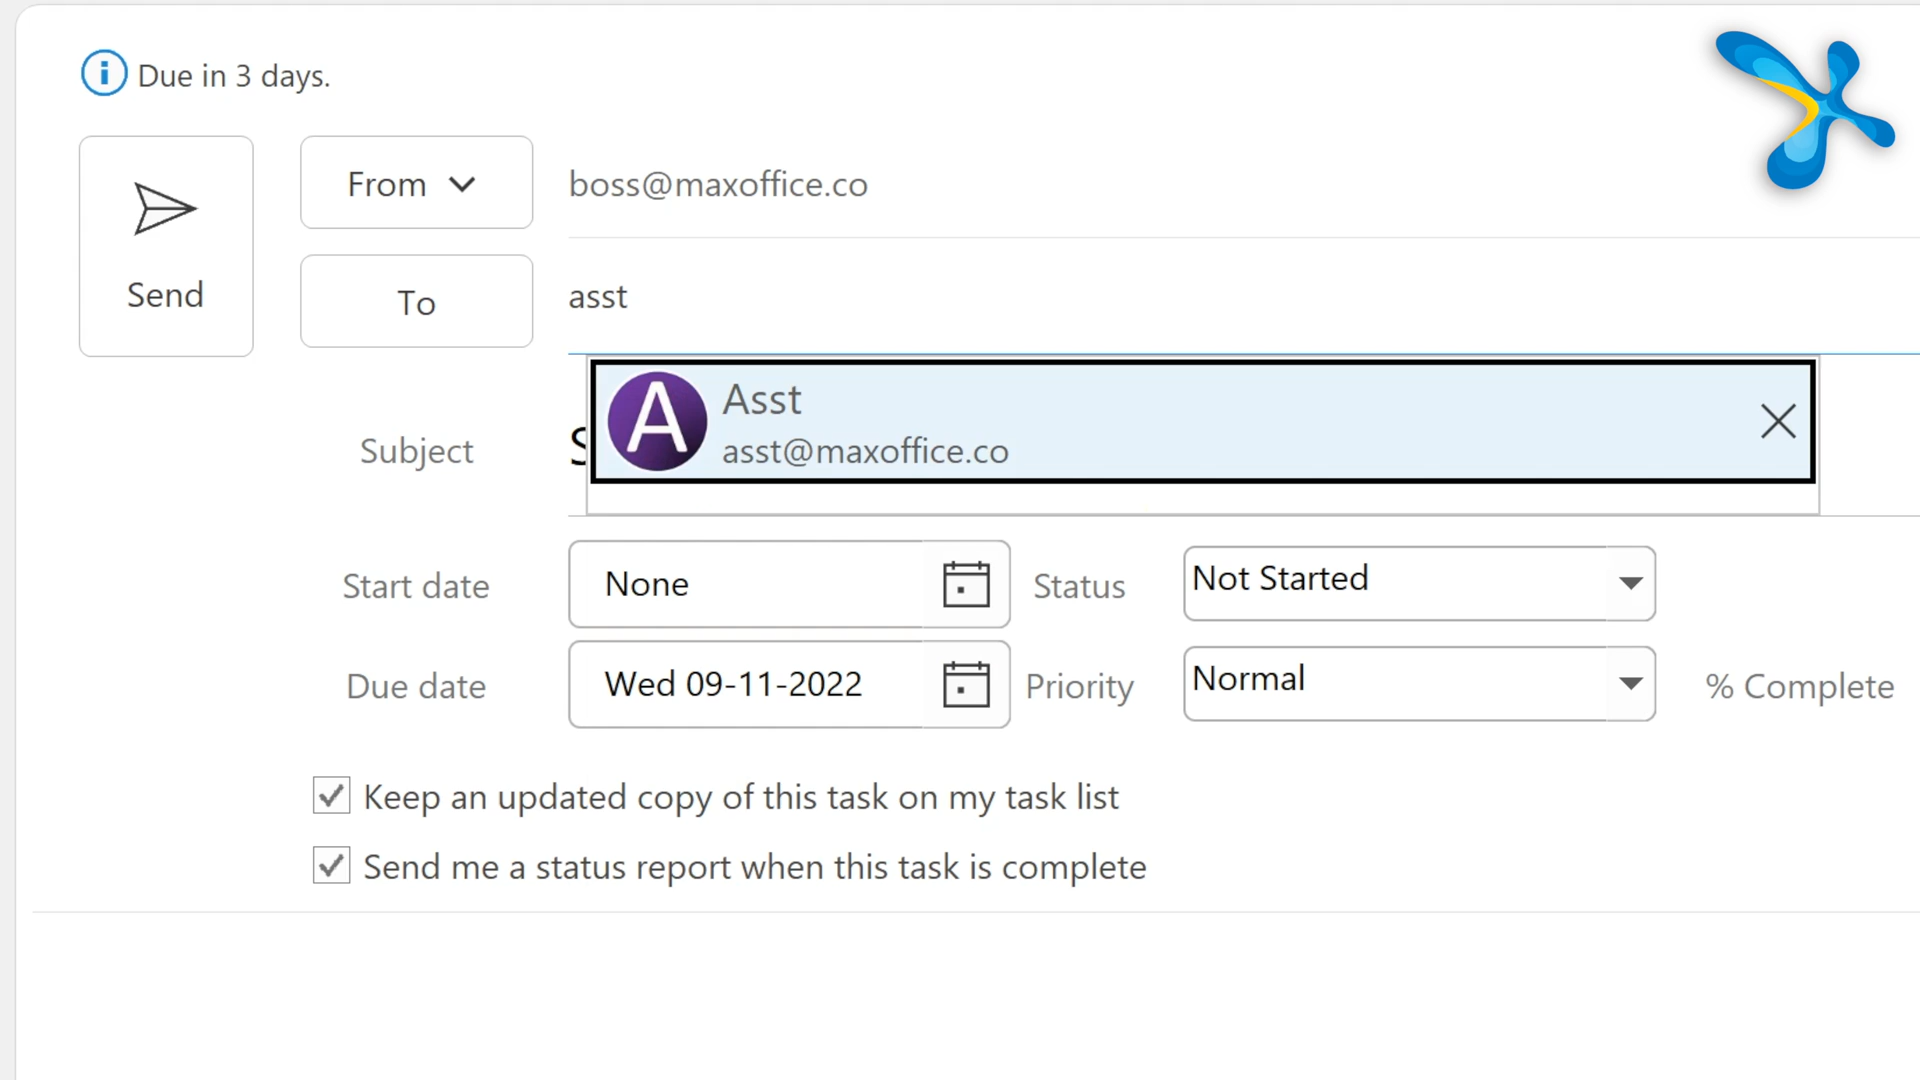 Due in 3 days.
Send
From
boss@maxoffice.co
To
asst
Subject
A
Asst
asst@maxoffice.co
Start date
None
Status
Not Started
Due date
Wed 09-11-2022
Priority
Normal
% Complete
Keep an updated copy of this task on my task list
Send me a status report when this task is complete